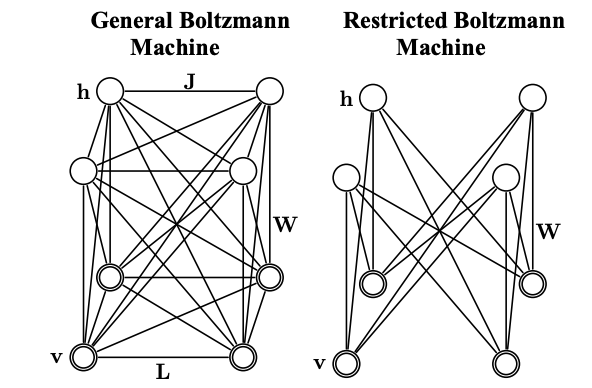 General Boltzmann
Machine
Restricted Boltzmann
Machine
h
J
W
v
L
h
W
v